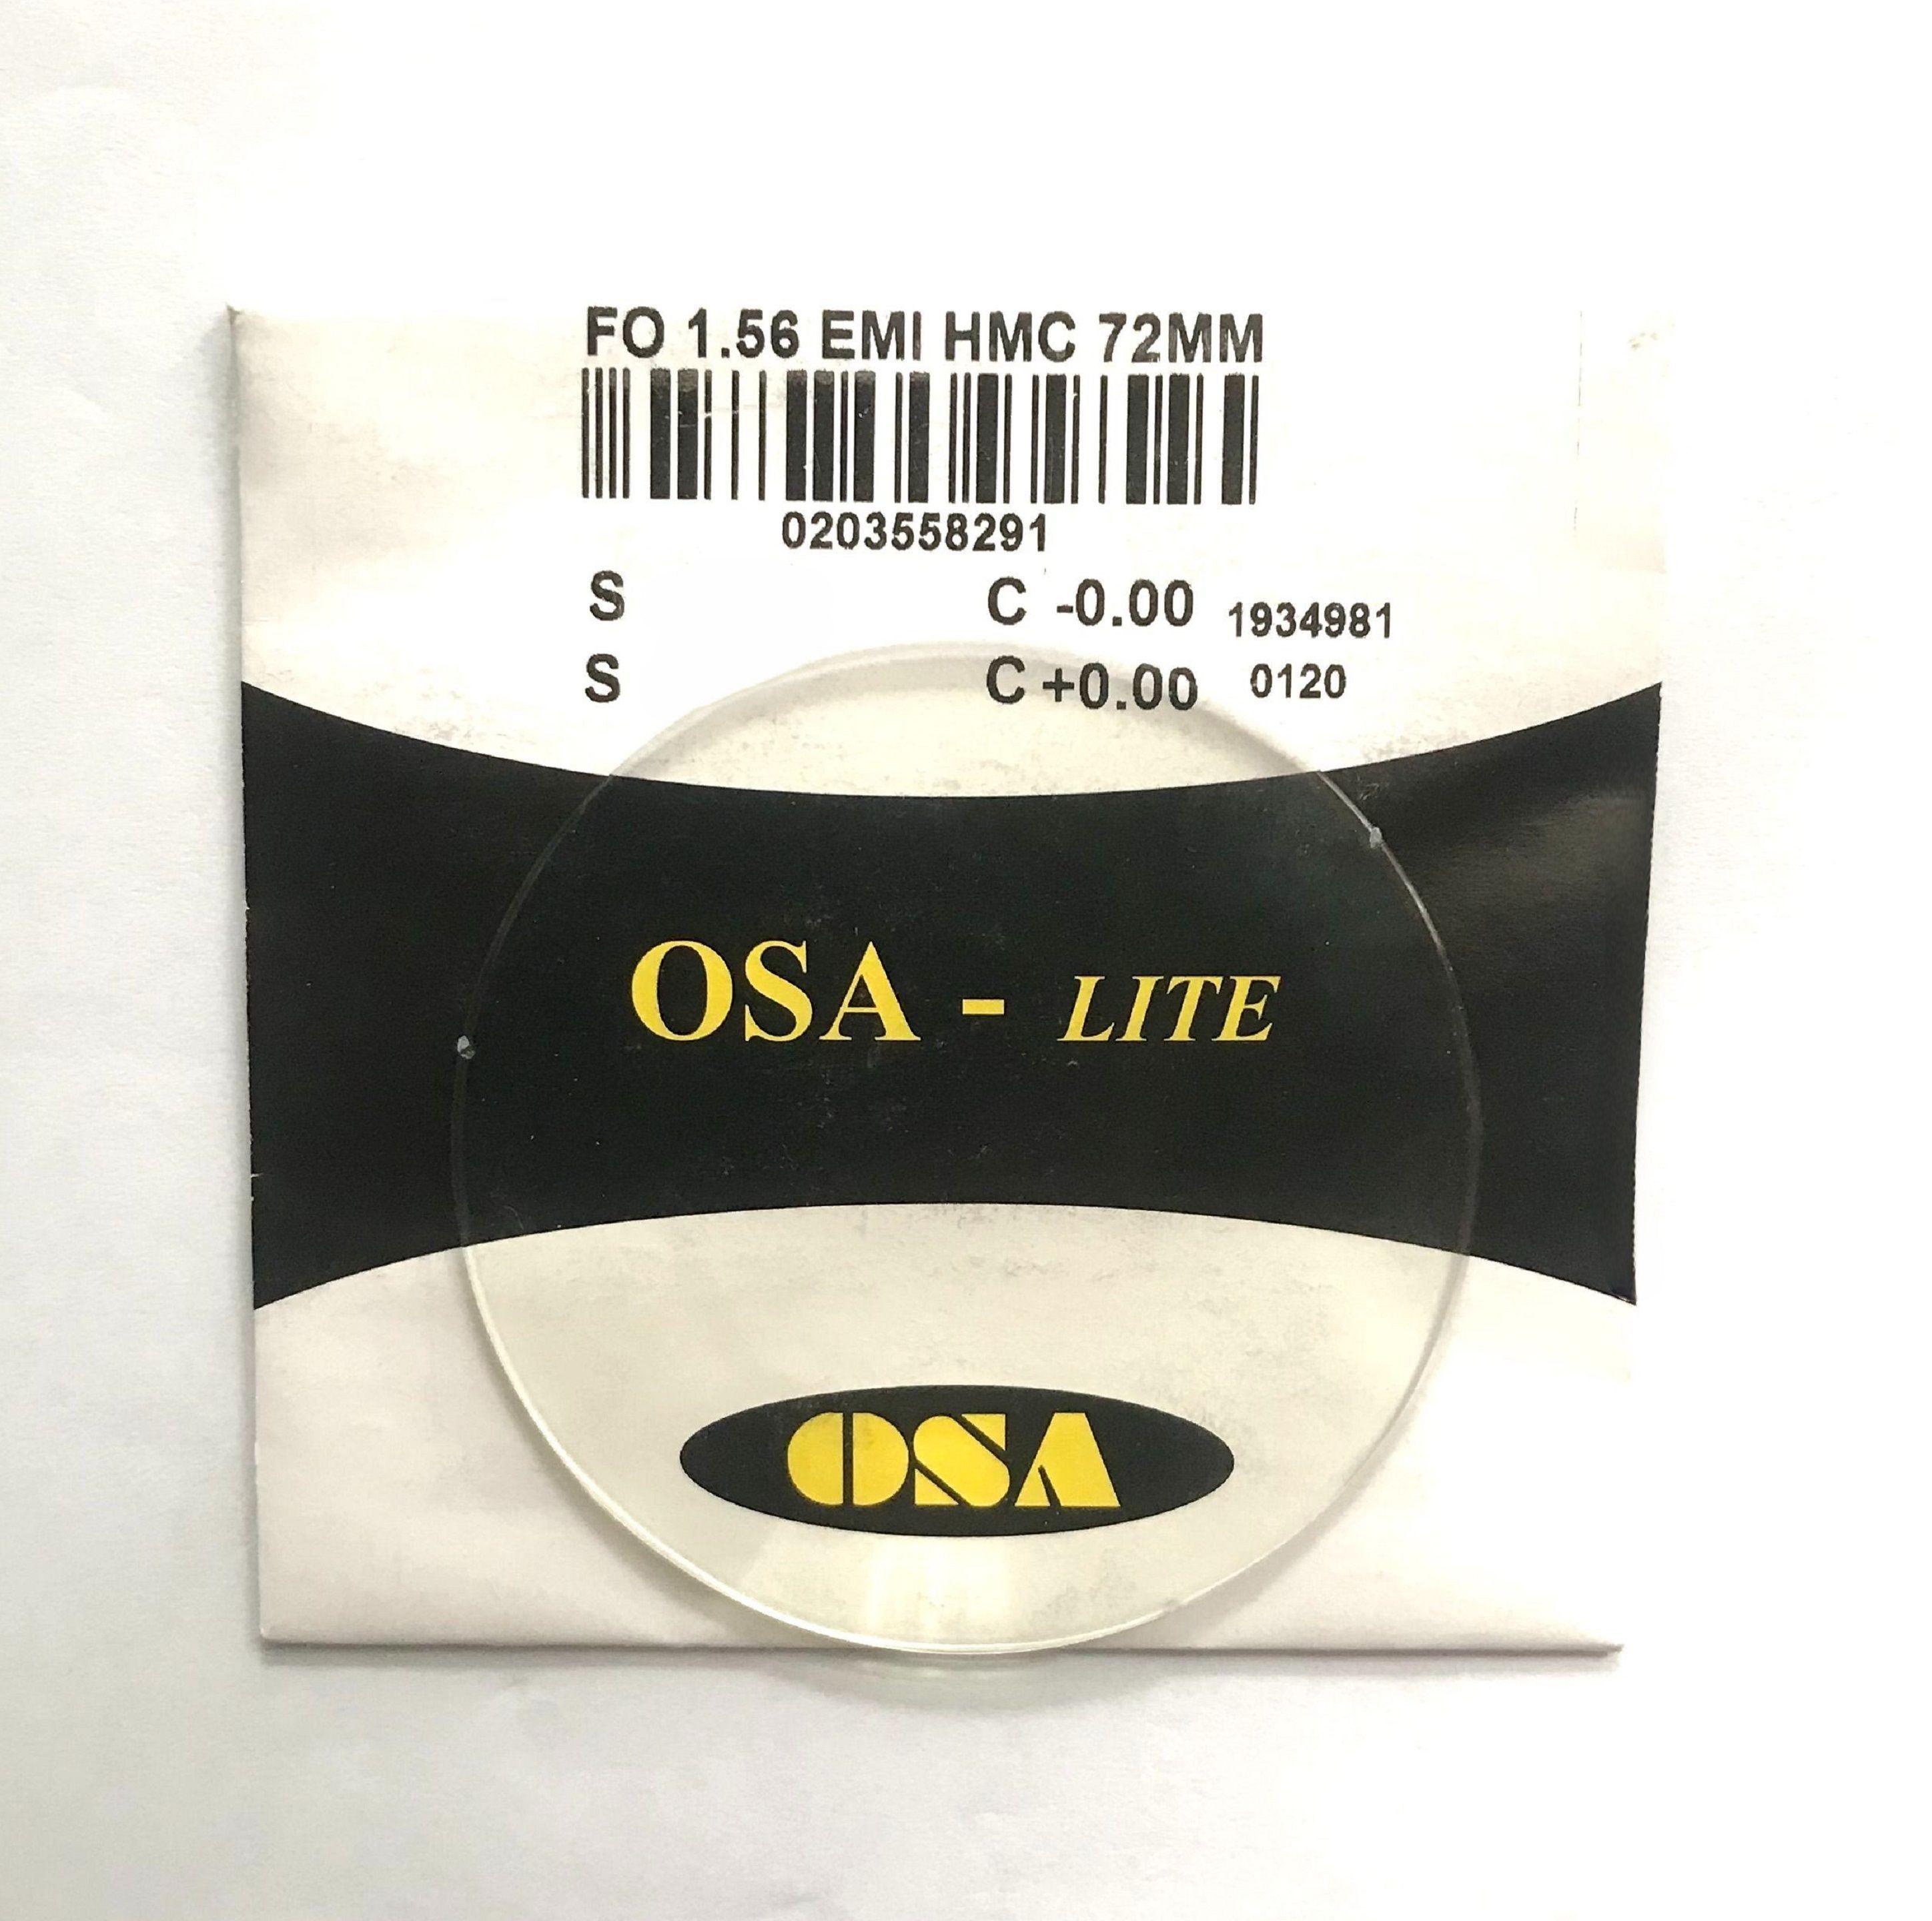 FO 1.56 EMI HMC 72MM
0203558291
S C -0.00 1934981
S C +0.00 0120
OSA - LITE
OSA